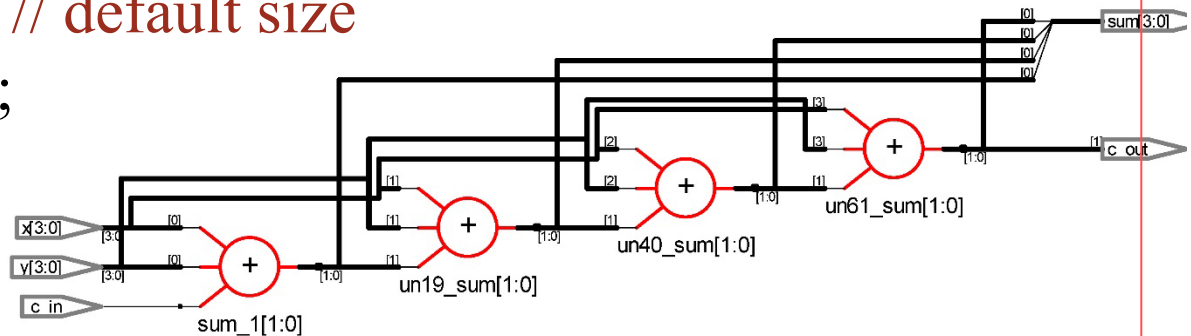 // default size
;
[0]
sum[3:0]
[0]
[0]
[0]
[3]
+
[3]
[1:0]
[1]
c_out
[1]
un61_sum[1:0]
[2]
+
[2]
[1:0]
[1]
un40_sum[1:0]
[1]
+
[1]
[1:0]
[1]
un19_sum[1:0]
x[3:0]
[3:0]
[0]
+
y[3:0]
[3:0]
[0]
[1:0]
c_in
sum_1[1:0]